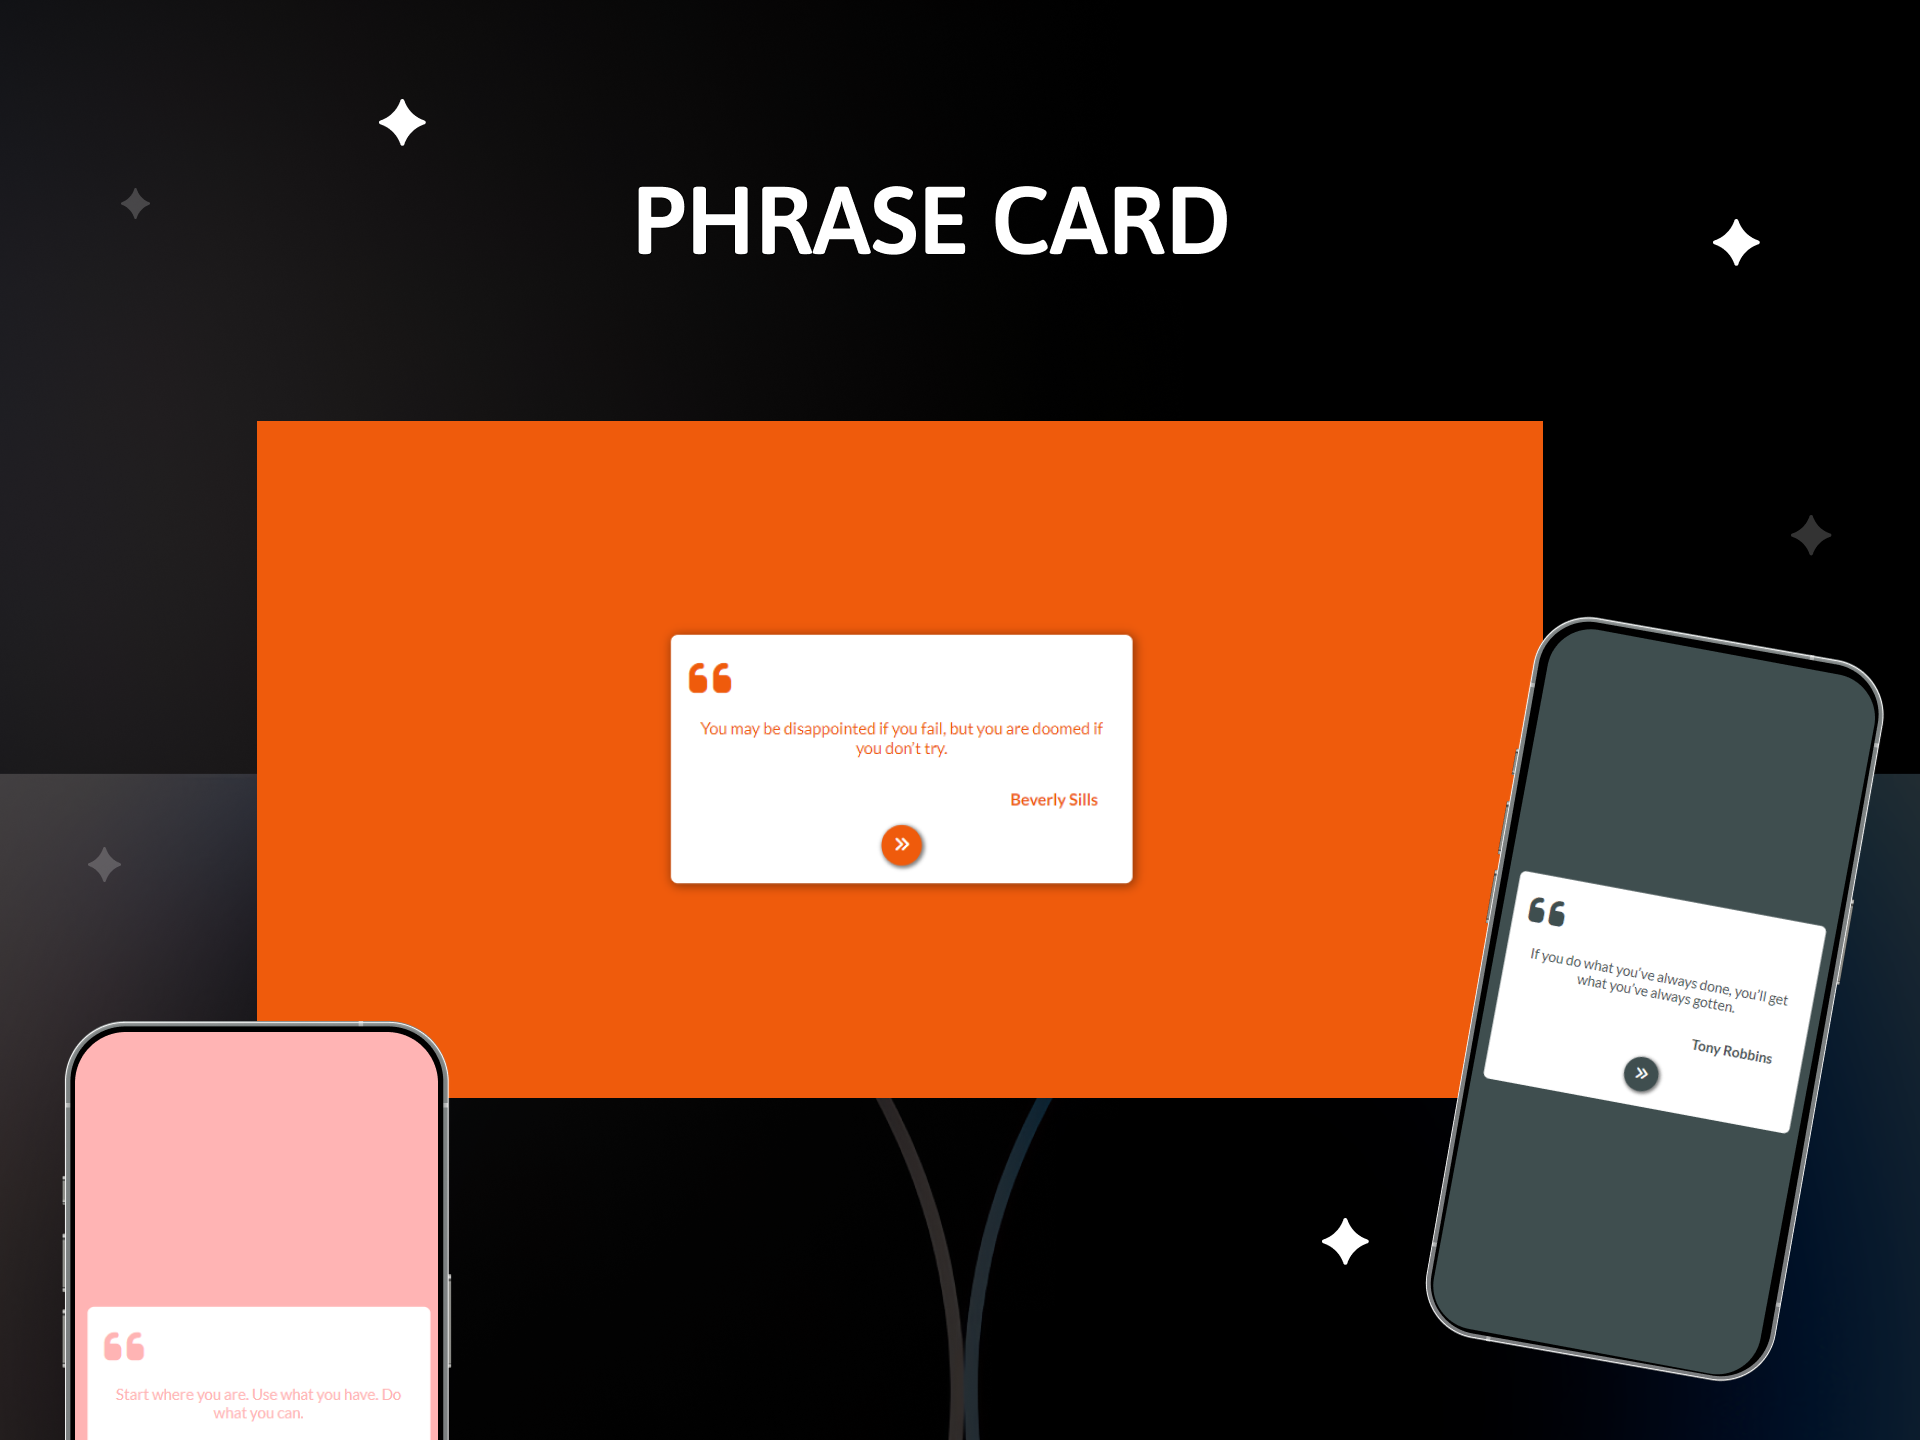 PHRASE CARD
You may be disappointed if you fail, but you are doomed if
you don't try.
Beverly Sills
If you do what you've always done, you'll get
what you've always gotten.
Tony Robbins
Start where you are. Use what you have. Do
what you can.